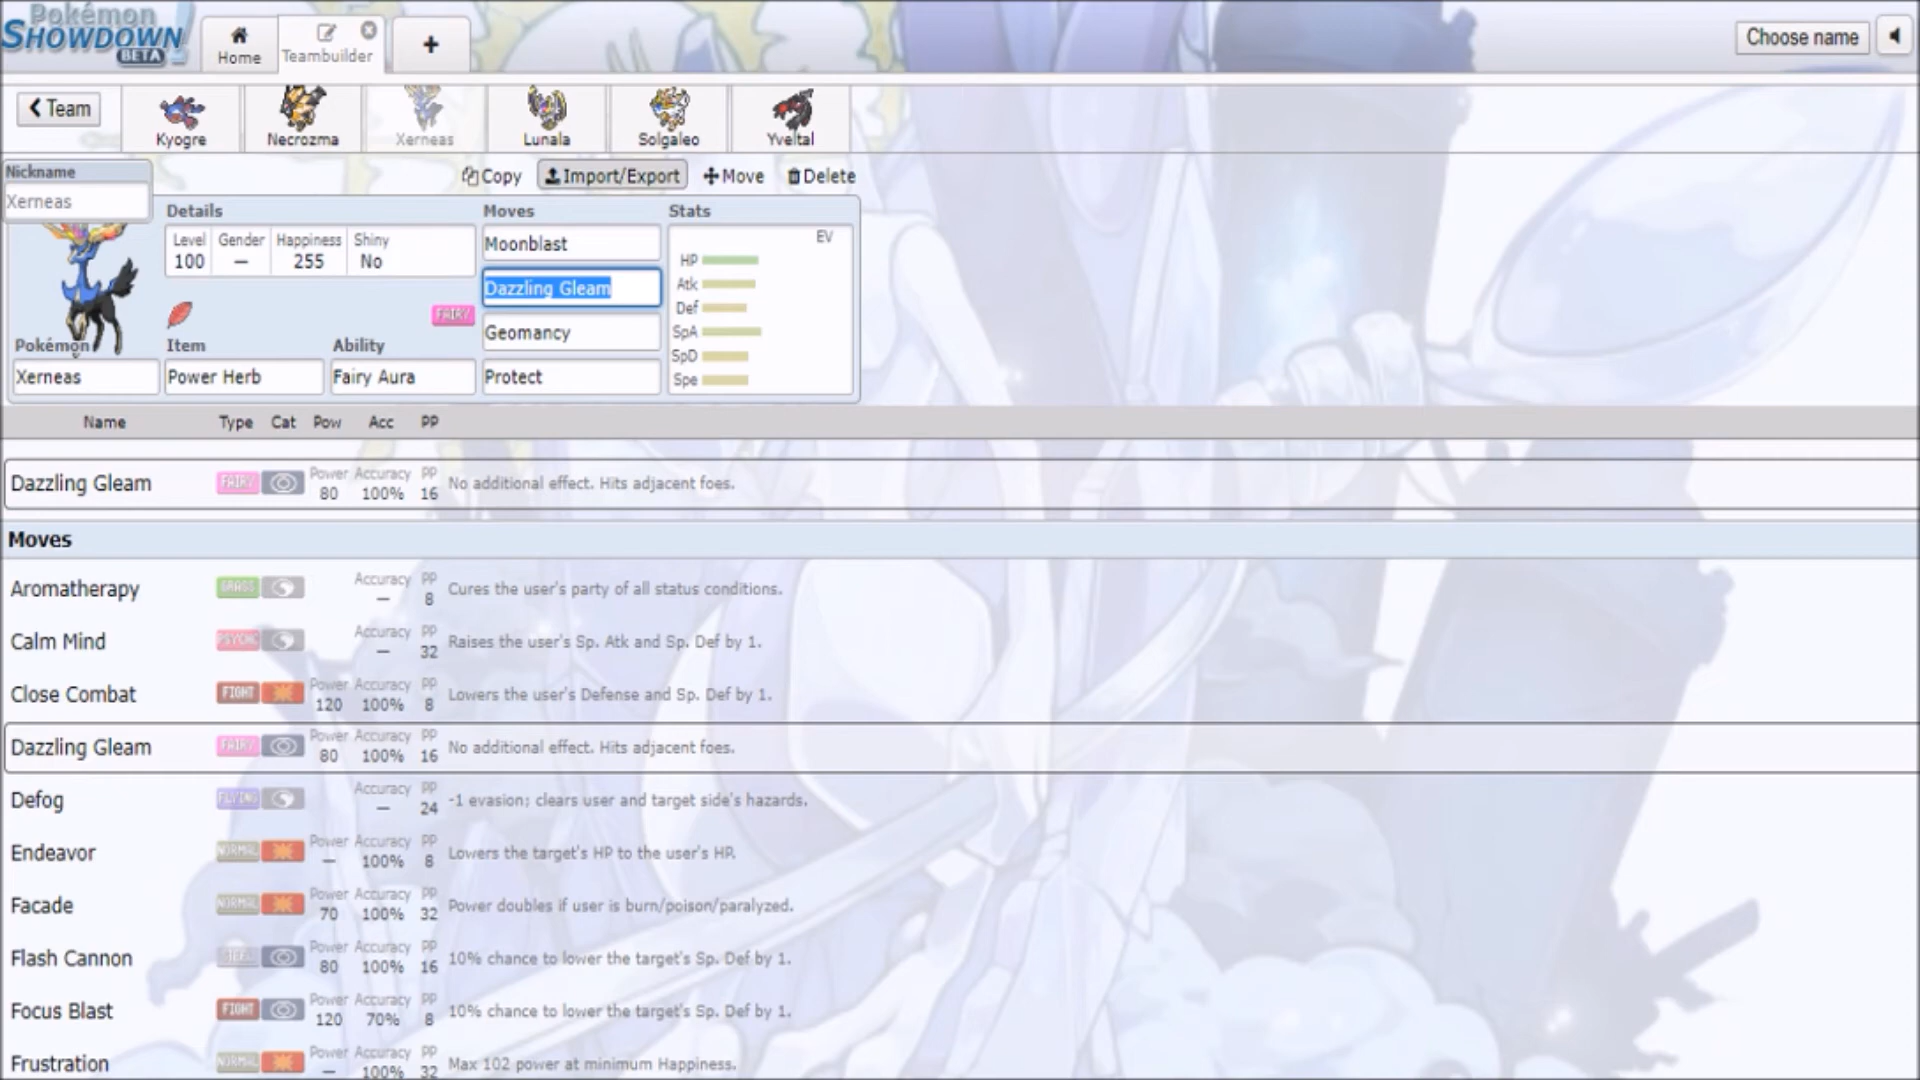 Pokémon
SHOWDOWN
BETA
Home
Teambuilder
+
Choose name
Team
Kyogre
Necrozma
Xerneas
Lunala
Solgaleo
Yveltal
Nickname
Xerneas
Copy
Import/Export
Move
Delete
Details
Moves
Stats
Level
Gender
Happiness
Shiny
100
—
255
No
FAIRY
Pokémon
Item
Ability
Xerneas
Power Herb
Fairy Aura
Moonblast
Dazzling Gleam
Geomancy
Protect
EV
HP
Atk
Def
SpA
SpD
Spe
Name Type Cat Pow Acc PP
Dazzling Gleam FAIRY Power 80 Accuracy 100% PP 16 No additional effect. Hits adjacent foes.
Moves
Aromatherapy GRASS Accuracy — PP 8 Cures the user's party of all status conditions.
Calm Mind PSYCHC Accuracy — PP 32 Raises the user's Sp. Atk and Sp. Def by 1.
Close Combat FIGHT Power 120 Accuracy 100% PP 8 Lowers the user's Defense and Sp. Def by 1.
Dazzling Gleam FAIRY Power 80 Accuracy 100% PP 16 No additional effect. Hits adjacent foes.
Defog FLYING Accuracy — PP 24 -1 evasion; clears user and target side's hazards.
Endeavor NORMAL Power — Accuracy 100% PP 8 Lowers the target's HP to the user's HP.
Facade NORMAL Power 70 Accuracy 100% PP 32 Power doubles if user is burn/poison/paralyzed.
Flash Cannon STEEL Power 80 Accuracy 100% PP 16 10% chance to lower the target's Sp. Def by 1.
Focus Blast FIGHT Power 120 Accuracy 70% PP 8 10% chance to lower the target's Sp. Def by 1.
Frustration NORMAL Power — Accuracy 100% PP 32 Max 102 power at minimum Happiness.